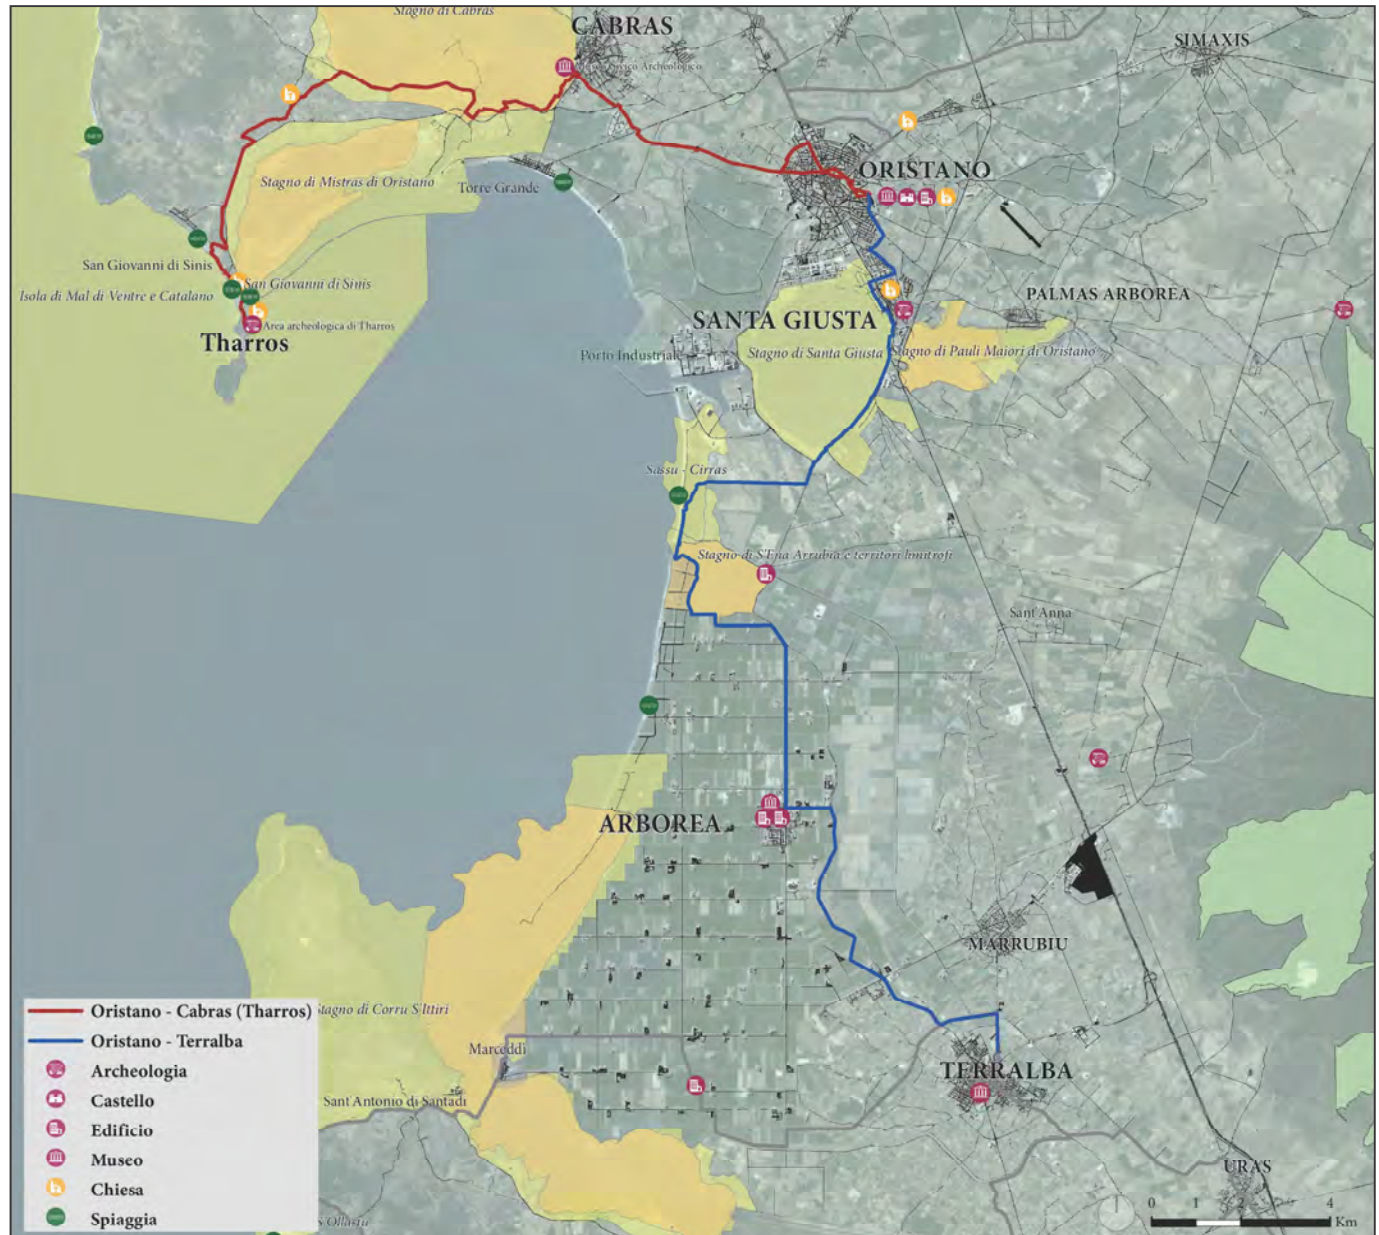 Stagno di Cabras
CABRAS
SIMAXIS
ORISTANO
Stagno di Mistras di Oristano
Torre Grande
San Giovanni di Sinis
San Giovanni di Sinis
Isola di Mal di Ventre e Catalano
PALMAS ARBOREA
Area archeologica di Tharros
SANTA GIUSTA
Tharros
Porto Industriale
Stagno di Santa Giusta
Stagno di Pauli Maiori di Oristano
Sassu - Cirras
Stagno di S'Ena Arrubia e territori limitrofi
Sant'Anna
ARBOREA
MARRUBIU
Oristano - Cabras (Tharros)
Stagno di Corru S'Ittiri
Oristano - Terralba
Marceddì
Archeologia
TERRALBA
Castello
Sant'Antonio di Santadi
Edificio
Museo
URAS
Chiesa
Spiaggia
0 1 2 4
Km